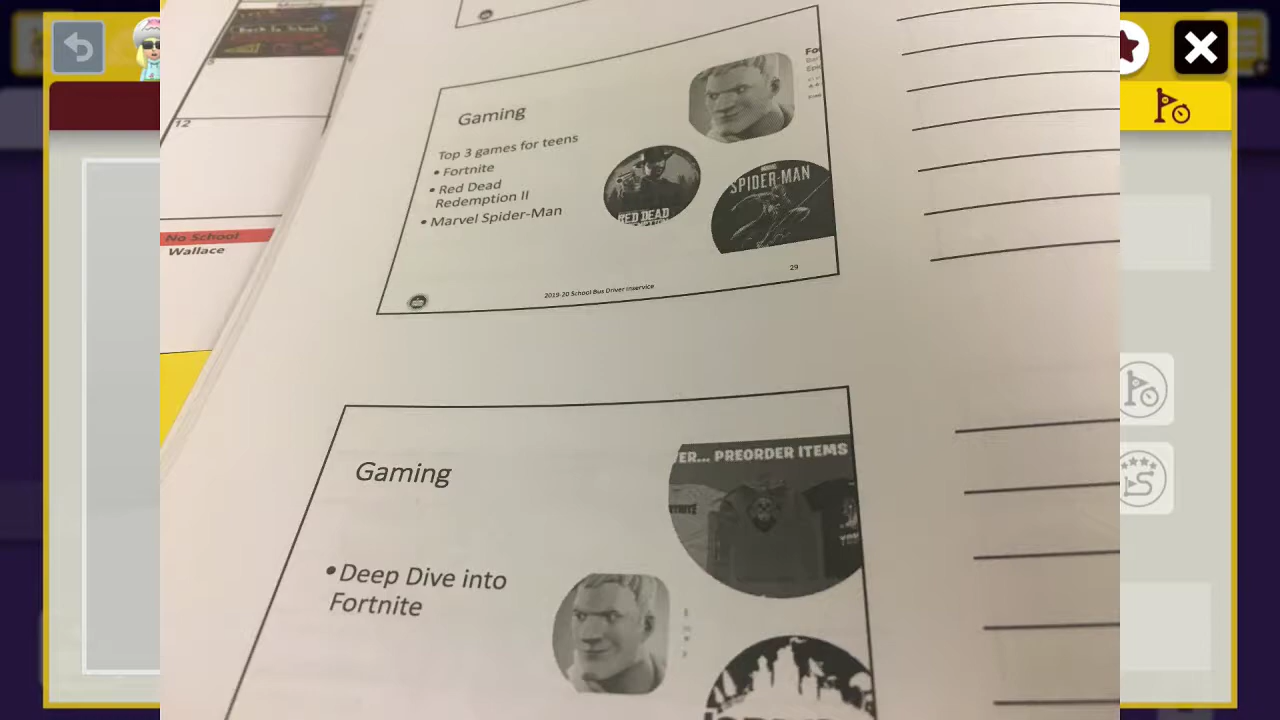 Monday
Back to School
12
No School
Wallace
Gaming
Top 3 games for teens
• Fortnite
• Red Dead
Redemption II
• Marvel Spider-Man
RED DEAD
MARVEL
SPIDER-MAN
29
2019-20 School Bus Driver Inservice
Gaming
• Deep Dive into
Fortnite
ER... PREORDER ITEMS